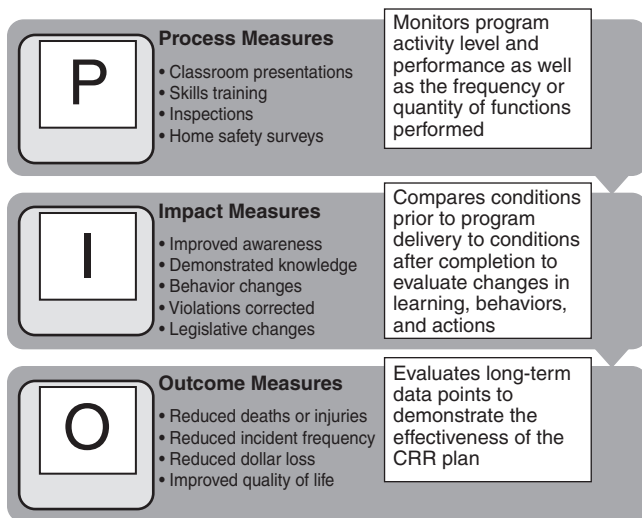 P
Process Measures
• Classroom presentations
• Skills training
• Inspections
• Home safety surveys
Monitors program
activity level and
performance as well
as the frequency or
quantity of functions
performed
I
Impact Measures
• Improved awareness
• Demonstrated knowledge
• Behavior changes
• Violations corrected
• Legislative changes
Compares conditions
prior to program
delivery to conditions
after completion to
evaluate changes in
learning, behaviors,
and actions
O
Outcome Measures
• Reduced deaths or injuries
• Reduced incident frequency
• Reduced dollar loss
• Improved quality of life
Evaluates long-term
data points to
demonstrate the
effectiveness of the
CRR plan